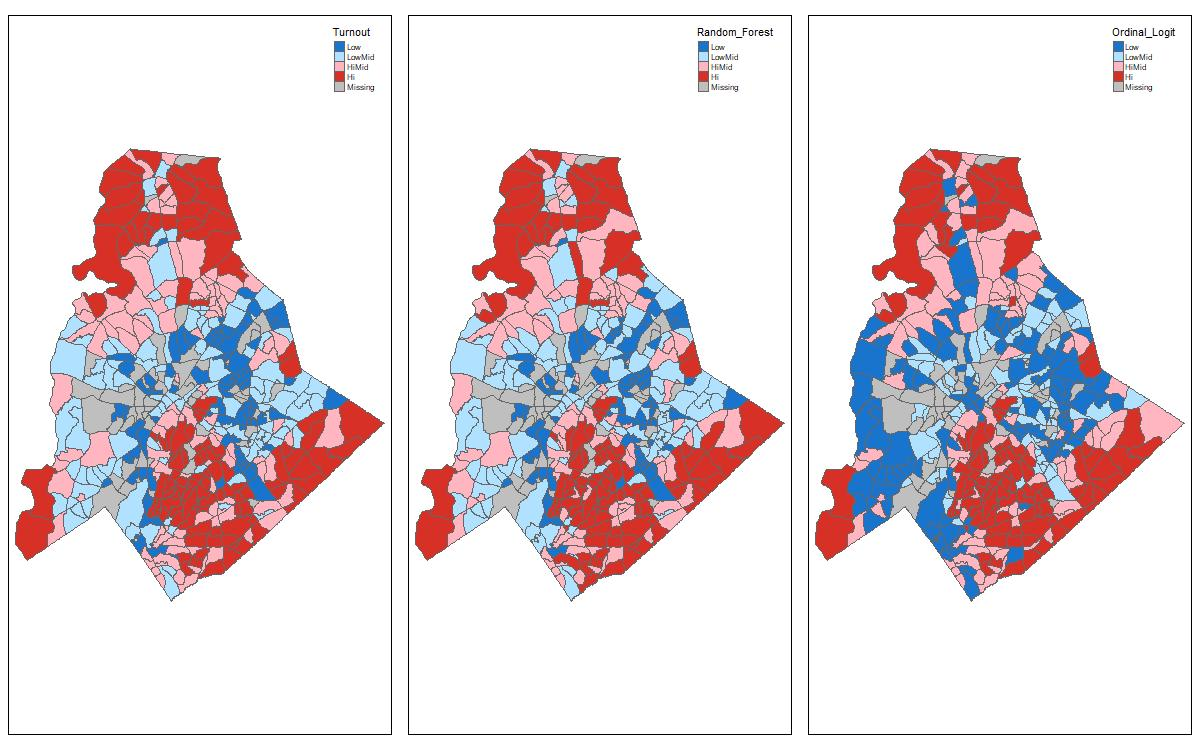 Turnout
Low
LowMid
HiMid
Hi
Missing
Random_Forest
Low
LowMid
HiMid
Hi
Missing
Ordinal_Logit
Low
LowMid
HiMid
Hi
Missing